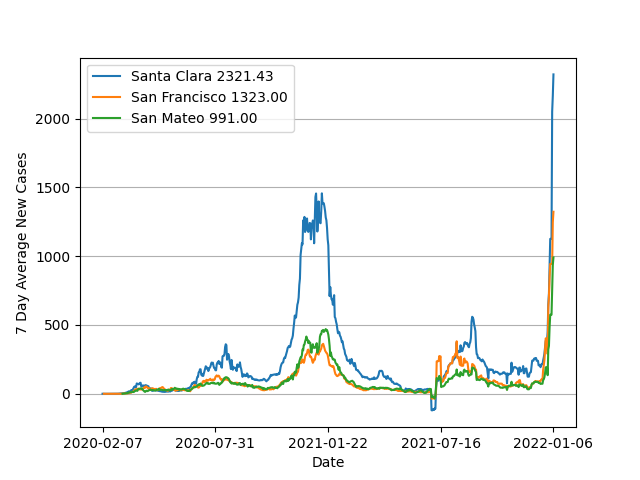 Santa Clara 2321.43
San Francisco 1323.00
San Mateo 991.00
7 Day Average New Cases
2000
1500
1000
500
0
2020-02-07 2020-07-31 2021-01-22 2021-07-16 2022-01-06
Date